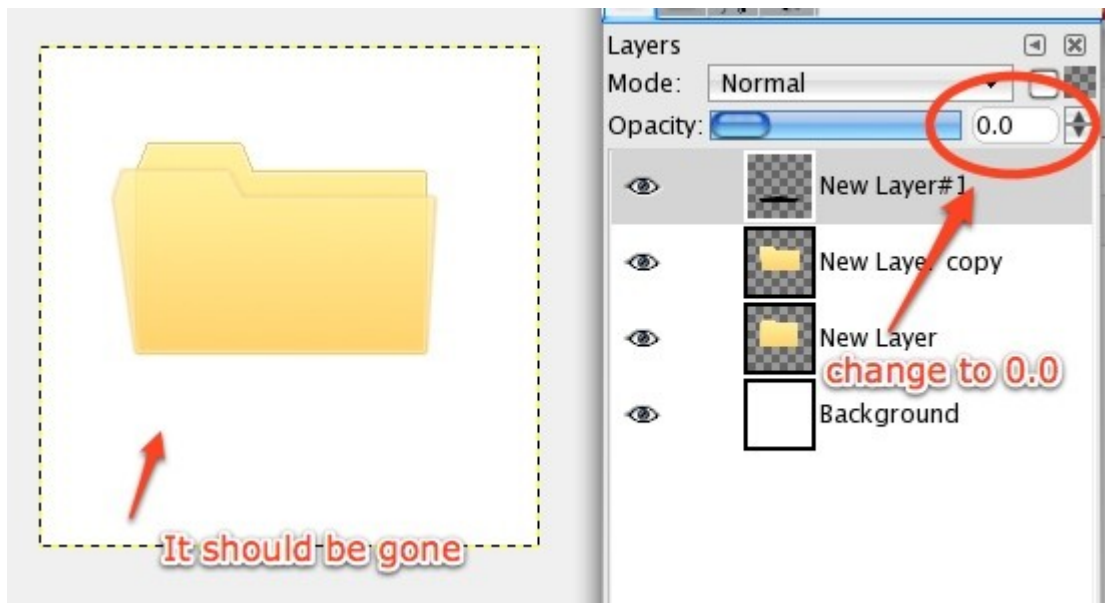 Layers
Mode: Normal
Opacity: 0.0
New Layer#1
New Layer copy
New Layer
change to 0.0
Background
It should be gone